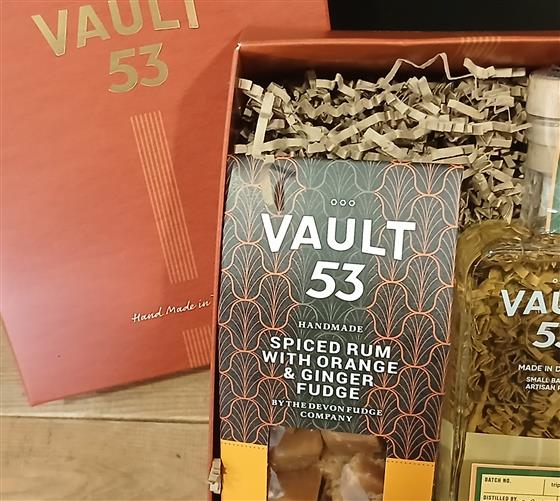 VAULT
53
Hand Made in
VAULT
53
HANDMADE
SPICED RUM
WITH ORANGE
& GINGER
FUDGE
BY THE DEVON FUDGE
COMPANY
VAU
53
MADE IN D
SMALL BA
ARTISAN
BATCH NO.
trip
DISTILLED BY